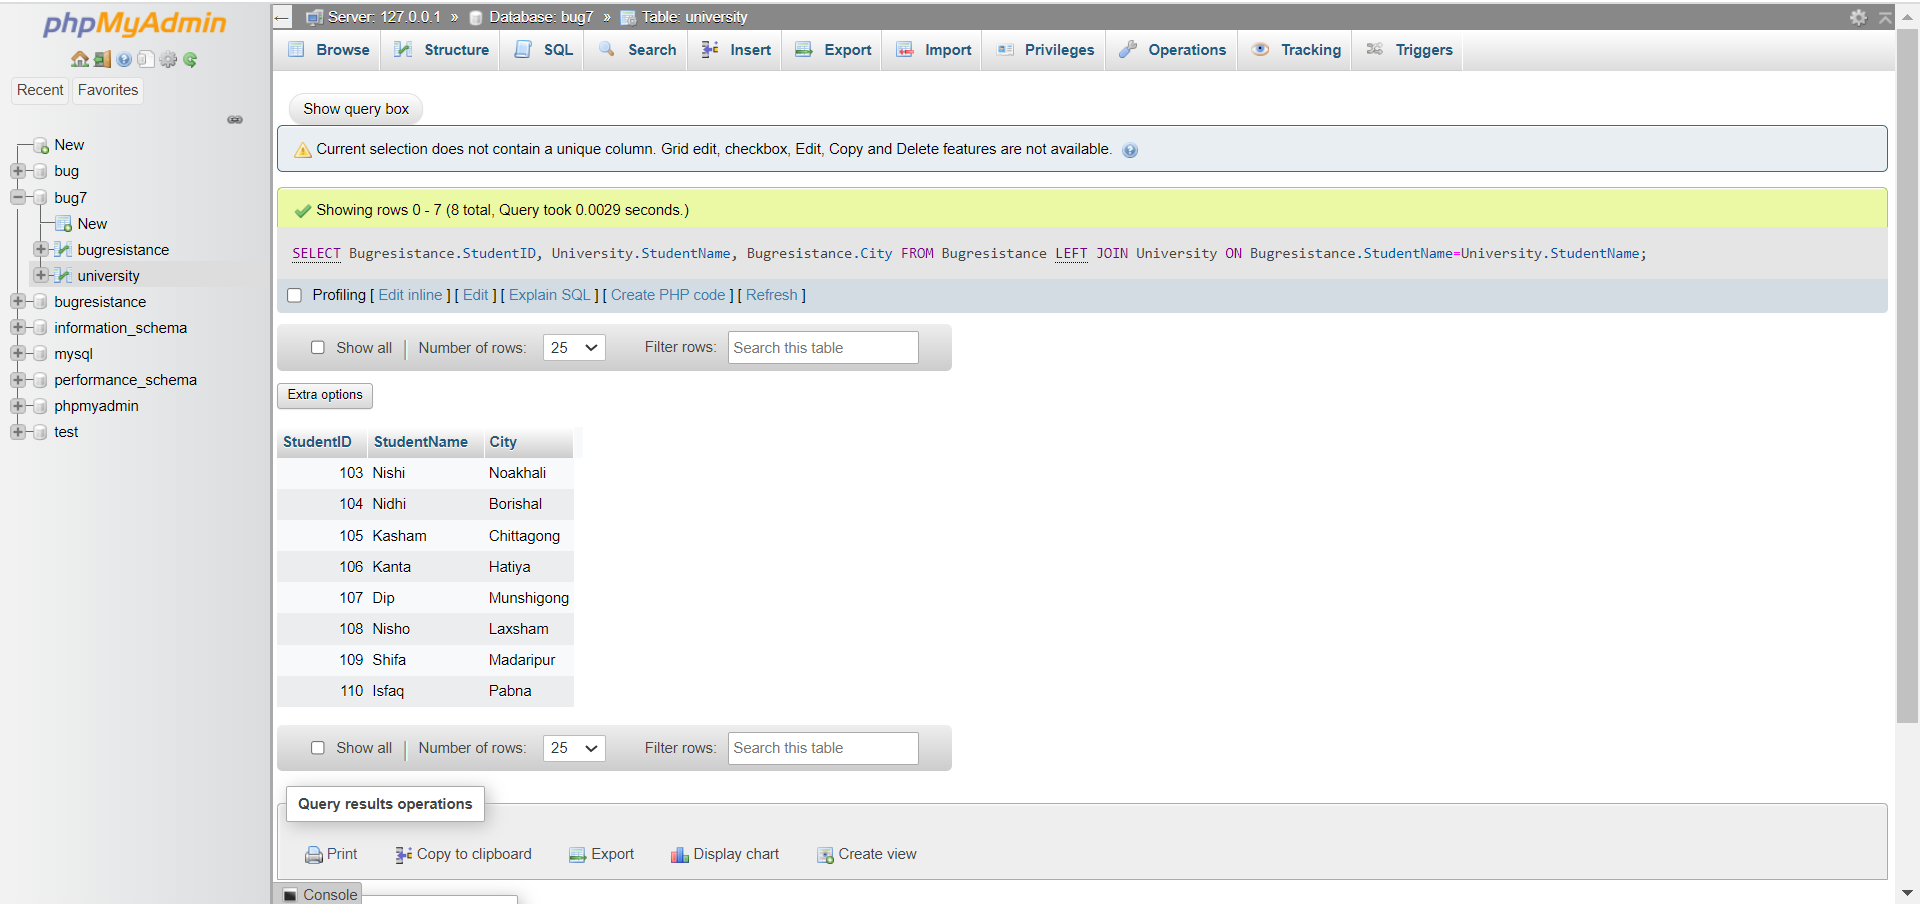 phpMyAdmin
Recent Favorites
New
bug
bug7
New
bugresistance
university
bugresistance
information_schema
mysql
performance_schema
phpmyadmin
test
Server: 127.0.0.1 » Database: bug7 » Table: university
Browse Structure SQL Search Insert Export Import Privileges Operations Tracking Triggers
Show query box
Current selection does not contain a unique column. Grid edit, checkbox, Edit, Copy and Delete features are not available.
Showing rows 0 - 7 (8 total, Query took 0.0029 seconds.)
SELECT Bugresistance.StudentID, University.StudentName, Bugresistance.City FROM Bugresistance LEFT JOIN University ON Bugresistance.StudentName=University.StudentName;
Profiling [ Edit inline ] [ Edit ] [ Explain SQL ] [ Create PHP code ] [ Refresh ]
Show all | Number of rows: 25 Filter rows: Search this table
Extra options
StudentID StudentName City
103 Nishi Noakhali
104 Nidhi Borishal
105 Kasham Chittagong
106 Kanta Hatiya
107 Dip Munshigong
108 Nisho Laxsham
109 Shifa Madaripur
110 Isfaq Pabna
Show all | Number of rows: 25 Filter rows: Search this table
Query results operations
Print Copy to clipboard Export Display chart Create view
Console